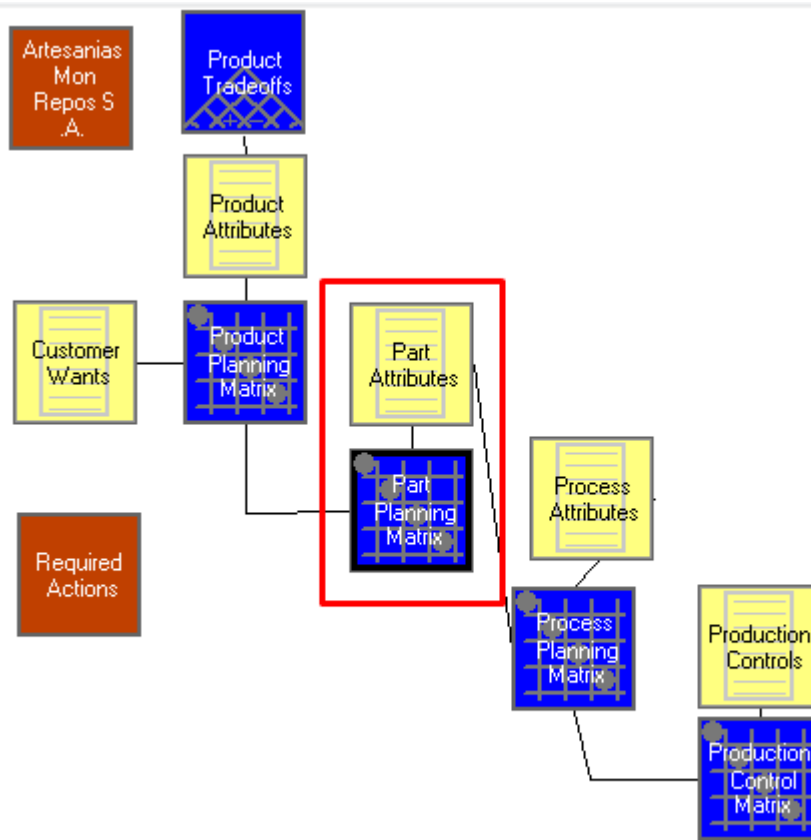 Artesanias
Mon
Repos S
.A.
Product
Tradeoffs
Product
Attributes
Customer
Wants
Product
Planning
Matrix
Part
Attributes
Part
Planning
Matrix
Process
Attributes
Required
Actions
Process
Planning
Matrix
Production
Controls
Production
Control
Matrix